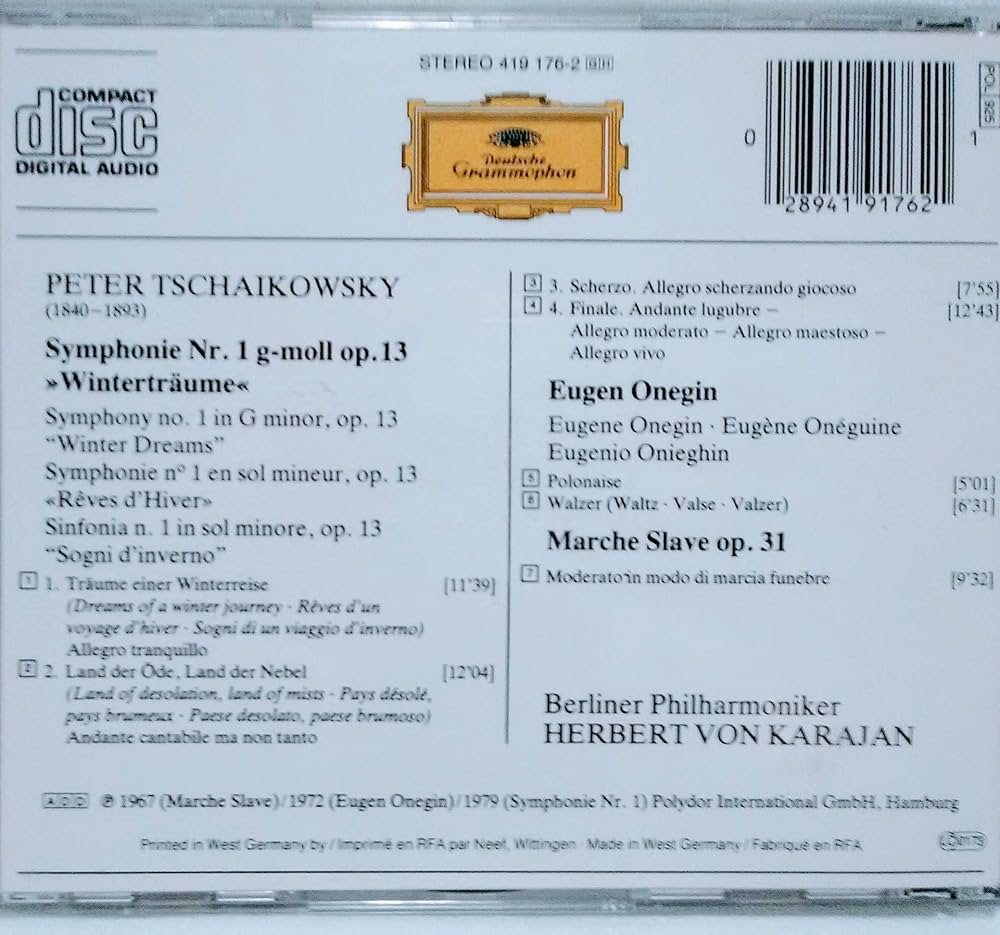 STEREO 419 176-2 GH
COMPACT
disc
DIGITAL AUDIO
Deutsche
Grammophon
POL 925
0 28941 91762 1
PETER TSCHAIKOWSKY
(1840–1893)
Symphonie Nr. 1 g-moll op.13
»Winterträume«
Symphony no. 1 in G minor, op. 13
“Winter Dreams”
Symphonie nº 1 en sol mineur, op. 13
«Rêves d'Hiver»
Sinfonia n. 1 in sol minore, op. 13
“Sogni d'inverno”
1 1. Träume einer Winterreise [11'39]
(Dreams of a winter journey · Rêves d'un
voyage d'hiver · Sogni di un viaggio d'inverno)
Allegro tranquillo
2 2. Land der Öde, Land der Nebel [12'04]
(Land of desolation, land of mists · Pays désolé,
pays brumeux · Paese desolato, paese brumoso)
Andante cantabile ma non tanto
3 3. Scherzo. Allegro scherzando giocoso [7'55]
4 4. Finale. Andante lugubre – [12'43]
Allegro moderato – Allegro maestoso –
Allegro vivo
Eugen Onegin
Eugene Onegin · Eugène Onéguine
Eugenio Onieghin
5 Polonaise [5'01]
6 Walzer (Waltz · Valse · Valzer) [6'31]
Marche Slave op. 31
7 Moderato in modo di marcia funebre [9'32]
Berliner Philharmoniker
HERBERT VON KARAJAN
ADD ℗ 1967 (Marche Slave)/1972 (Eugen Onegin)/1979 (Symphonie Nr. 1) Polydor International GmbH, Hamburg
Printed in West Germany by / Imprimé en RFA par Neef, Wittingen · Made in West Germany / Fabriqué en RFA